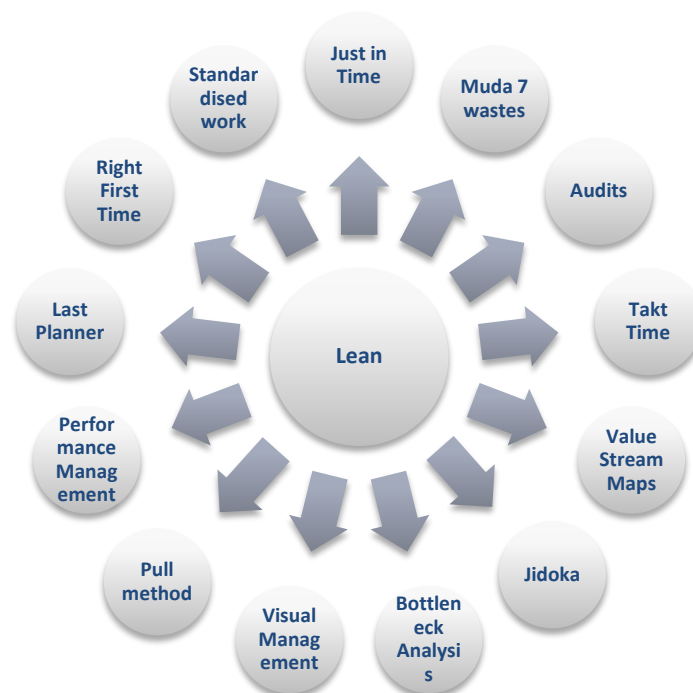 Just in
Time
Muda 7
wastes
Audits
Takt
Time
Value
Stream
Maps
Jidoka
Bottlen
eck
Analysi
s
Visual
Manag
ement
Pull
method
Perfor
mance
Manag
ement
Last
Planner
Right
First
Time
Standar
dised
work
Lean